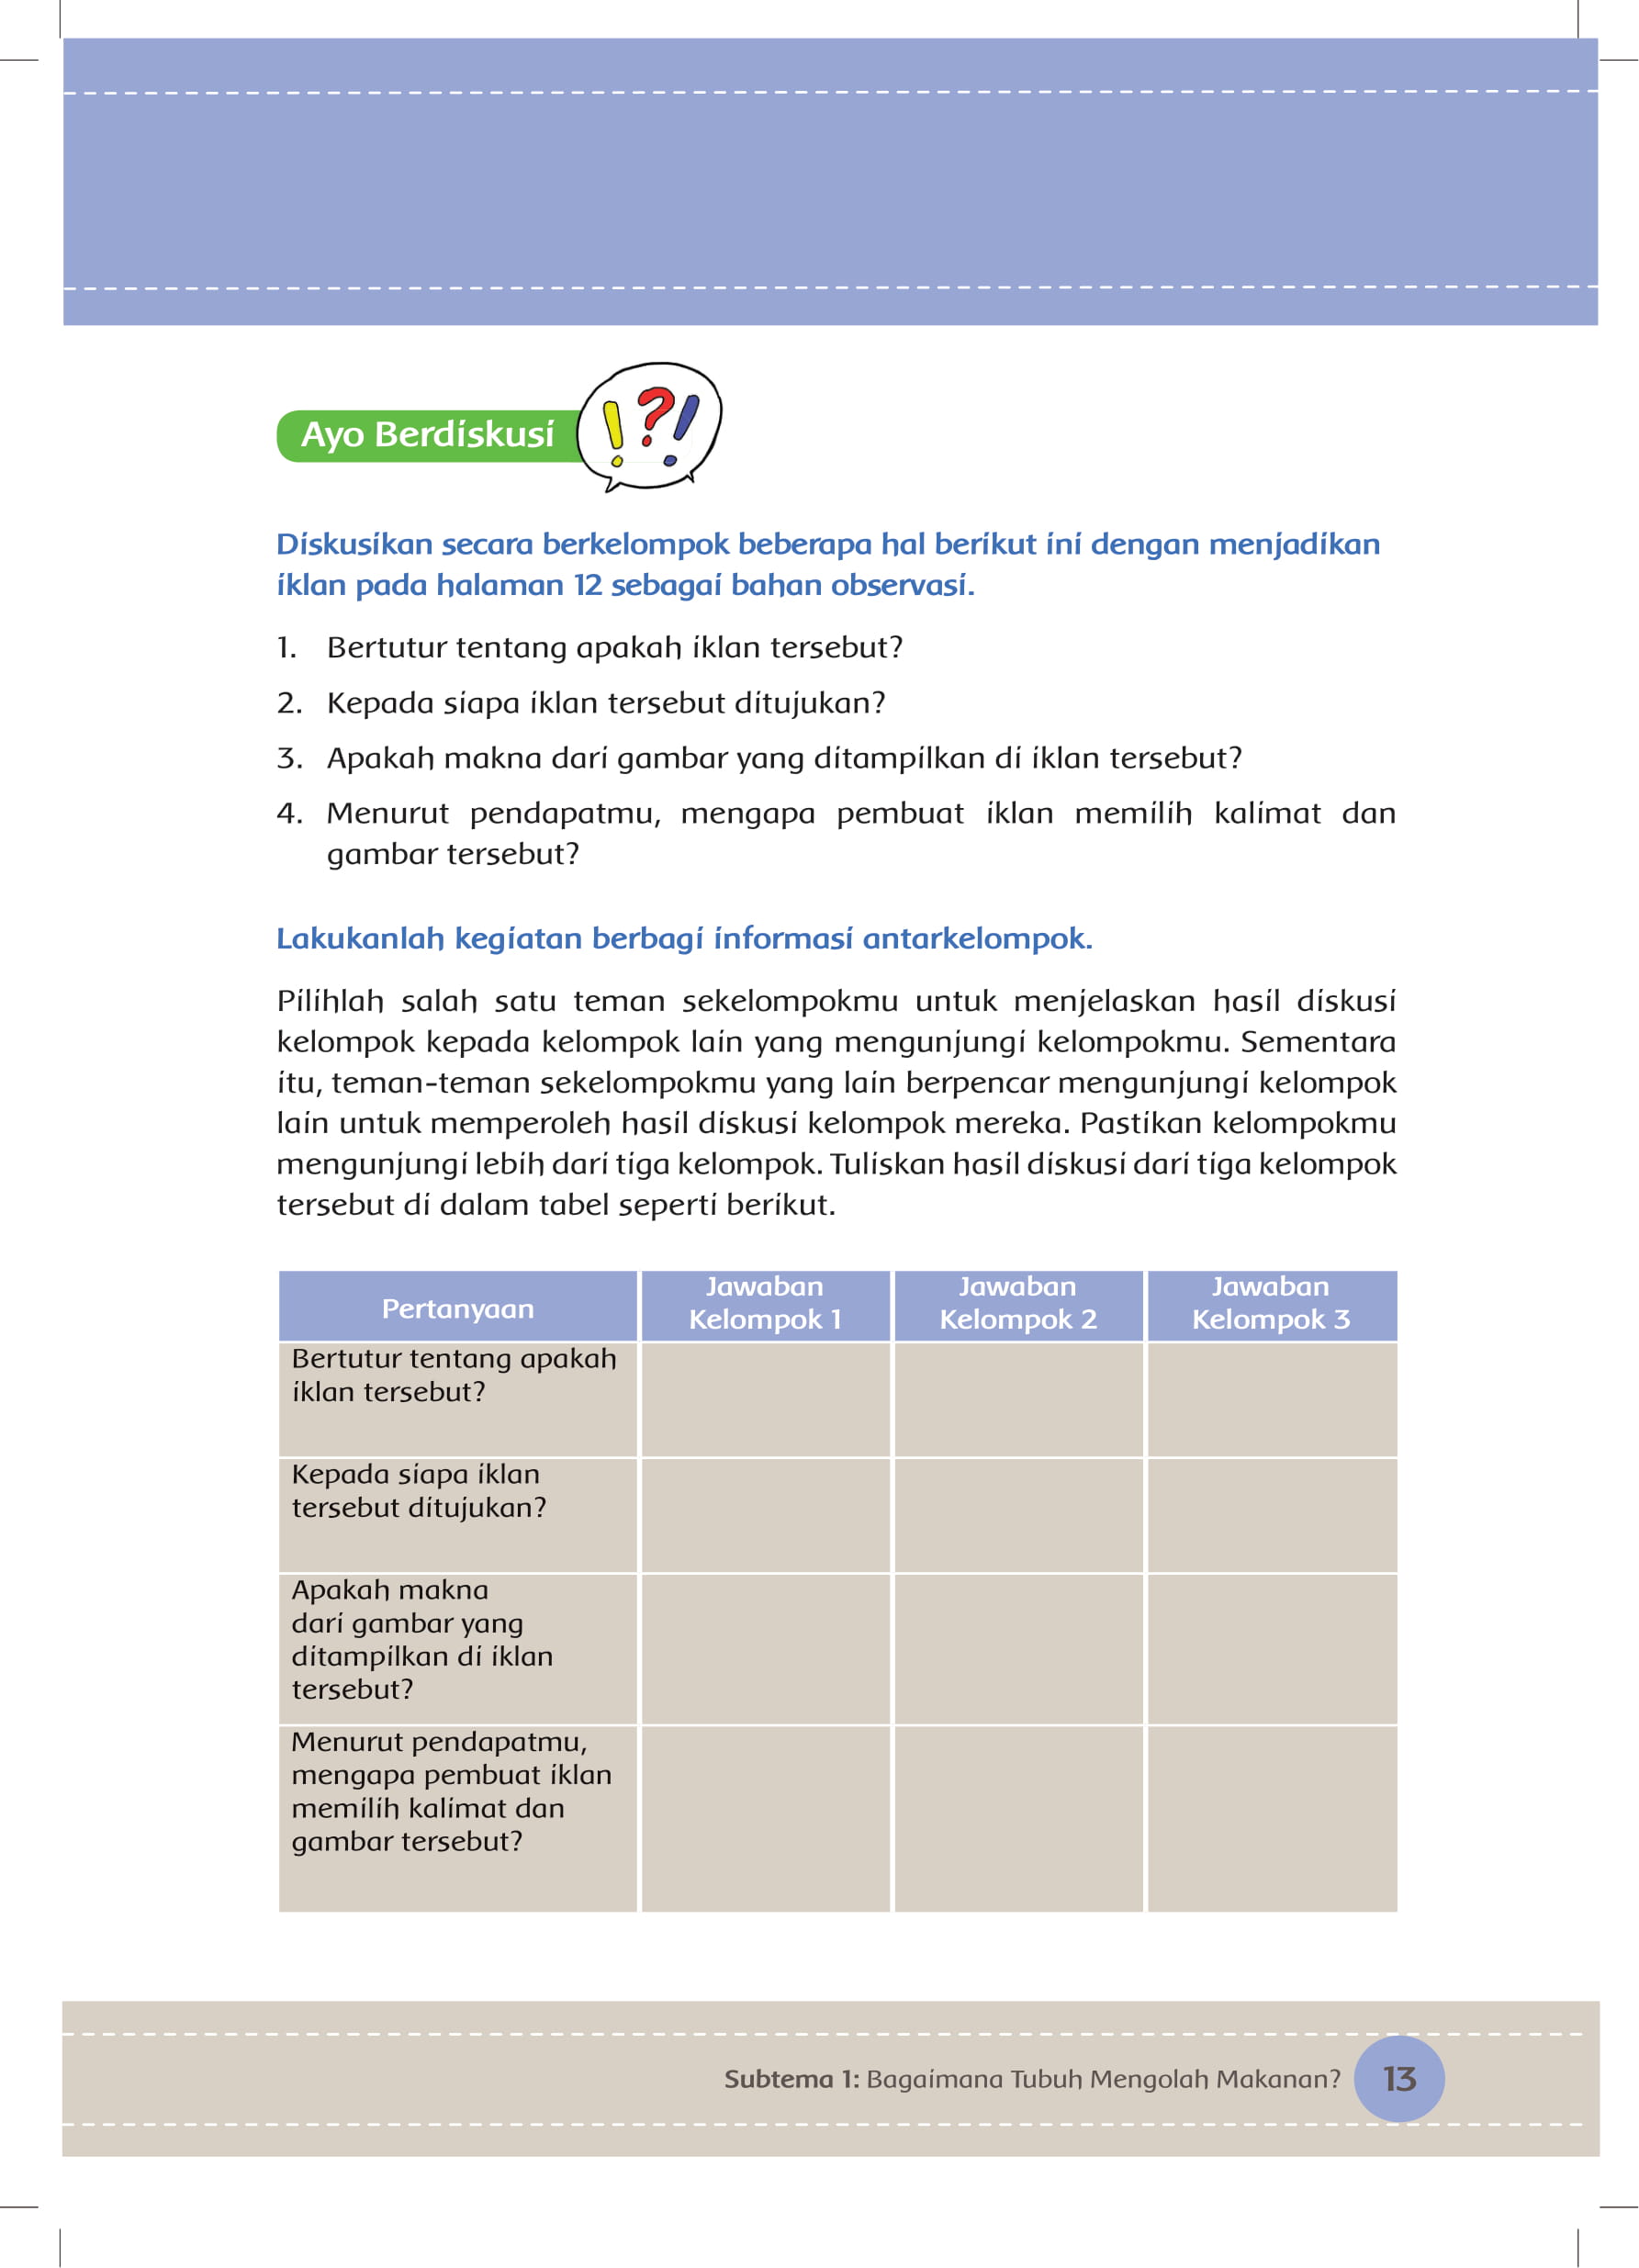 Ayo Berdiskusi
Diskusikan secara berkelompok beberapa hal berikut ini dengan menjadikan
iklan pada halaman 12 sebagai bahan observasi.
1. Bertutur tentang apakah iklan tersebut?
2. Kepada siapa iklan tersebut ditujukan?
3. Apakah makna dari gambar yang ditampilkan di iklan tersebut?
4. Menurut pendapatmu, mengapa pembuat iklan memilih kalimat dan
gambar tersebut?
Lakukanlah kegiatan berbagi informasi antarkelompok.
Pilihlah salah satu teman sekelompokmu untuk menjelaskan hasil diskusi
kelompok kepada kelompok lain yang mengunjungi kelompokmu. Sementara
itu, teman-teman sekelompokmu yang lain berpencar mengunjungi kelompok
lain untuk memperoleh hasil diskusi kelompok mereka. Pastikan kelompokmu
mengunjungi lebih dari tiga kelompok. Tuliskan hasil diskusi dari tiga kelompok
tersebut di dalam tabel seperti berikut.
Pertanyaan
Jawaban
Kelompok 1
Jawaban
Kelompok 2
Jawaban
Kelompok 3
Bertutur tentang apakah
iklan tersebut?
Kepada siapa iklan
tersebut ditujukan?
Apakah makna
dari gambar yang
ditampilkan di iklan
tersebut?
Menurut pendapatmu,
mengapa pembuat iklan
memilih kalimat dan
gambar tersebut?
Subtema 1: Bagaimana Tubuh Mengolah Makanan?
13